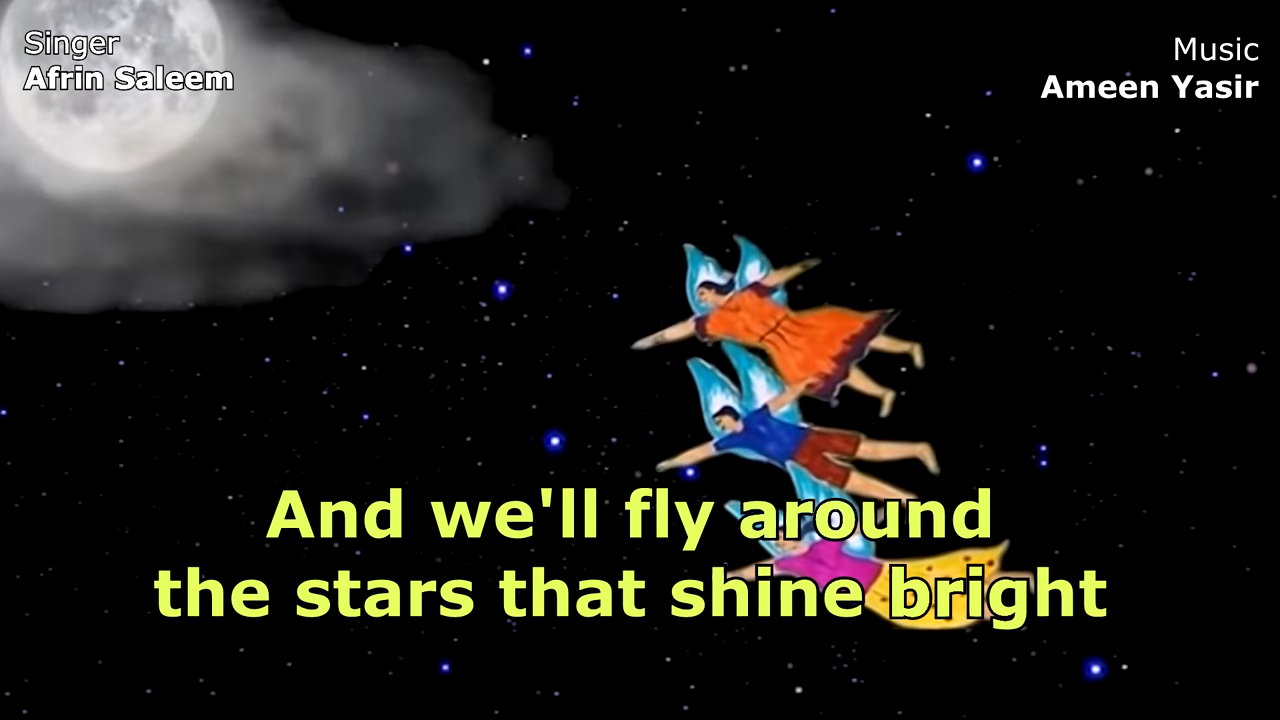 Singer
Afrin Saleem
Music
Ameen Yasir
And we'll fly around
the stars that shine bright